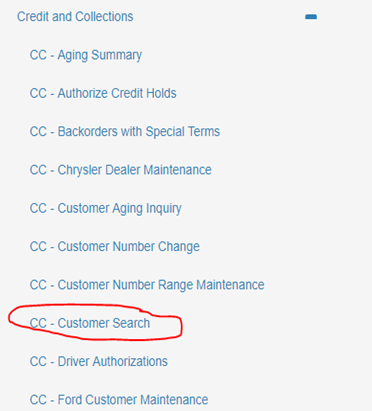 Credit and Collections
CC - Aging Summary
CC - Authorize Credit Holds
CC - Backorders with Special Terms
CC - Chrysler Dealer Maintenance
CC - Customer Aging Inquiry
CC - Customer Number Change
CC - Customer Number Range Maintenance
CC - Customer Search
CC - Driver Authorizations
CC - Ford Customer Maintenance